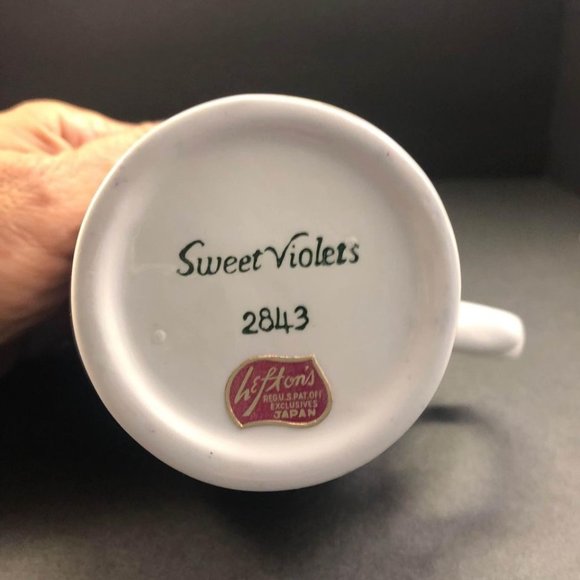 Sweet Violets
2843
Lefton's
REG.U.S.PAT.OFF
EXCLUSIVES
JAPAN